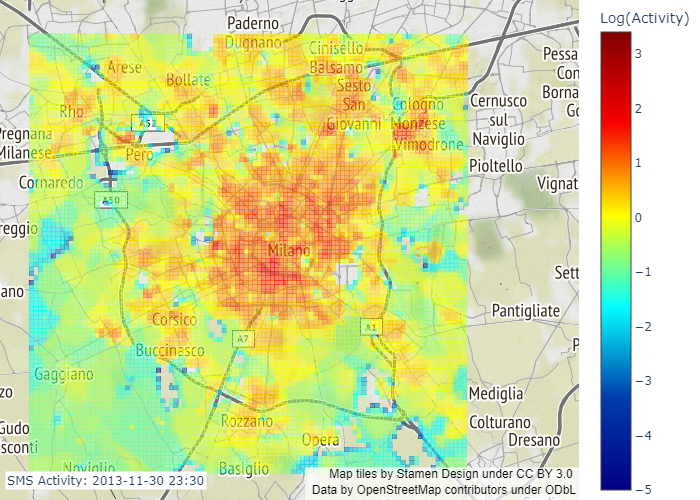 Log(Activity)
3
2
1
0
−1
−2
−3
−4
−5
Paderno
Dugnano
Cinisello
Balsamo
Arese
Bollate
Sesto
San
Giovanni
Cologno
Monzese
Vimodrone
Cernusco
sul
Naviglio
Pessa
Con
Borna
Go
Rho
A52
Pregnana
Milanese
Pero
Pioltello
Cornaredo
Vignat
A50
reggio
Milano
Sett
ano
Corsico
Pantigliate
A7
A1
Buccinasco
P
Gaggiano
zo
Mediglia
Rozzano
Colturano
Gudo
sconti
Opera
Dresano
Noviglio
Basiglio
SMS Activity: 2013-11-30 23:30
Map tiles by Stamen Design under CC BY 3.0
Data by OpenStreetMap contributors under ODbL